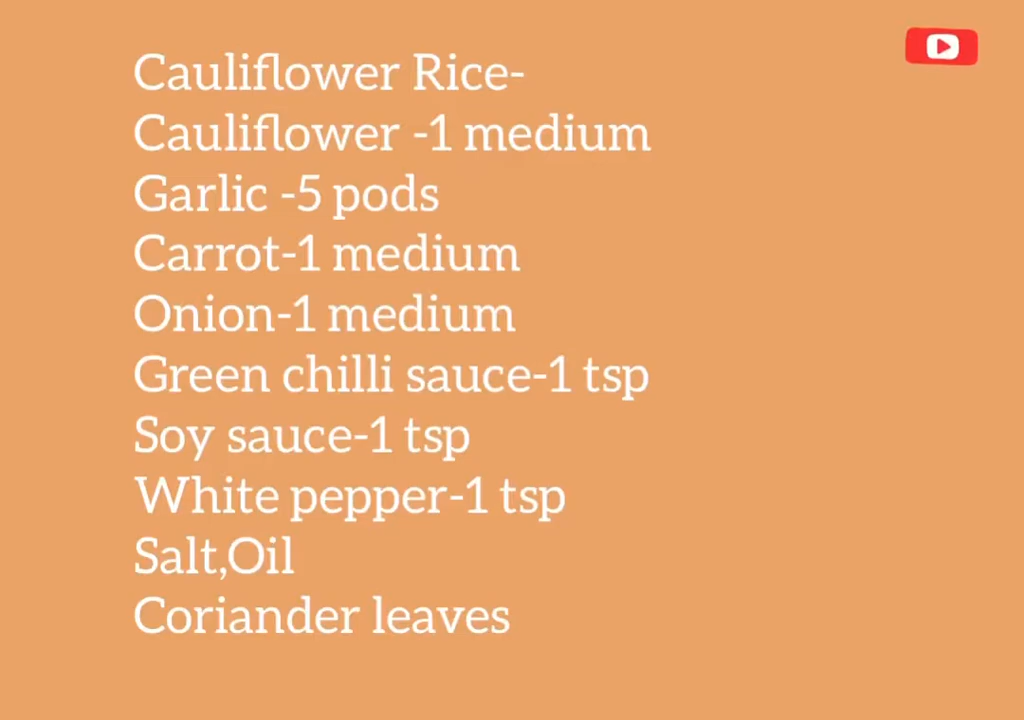 Cauliflower Rice-
Cauliflower -1 medium
Garlic -5 pods
Carrot-1 medium
Onion-1 medium
Green chilli sauce-1 tsp
Soy sauce-1 tsp
White pepper-1 tsp
Salt,Oil
Coriander leaves